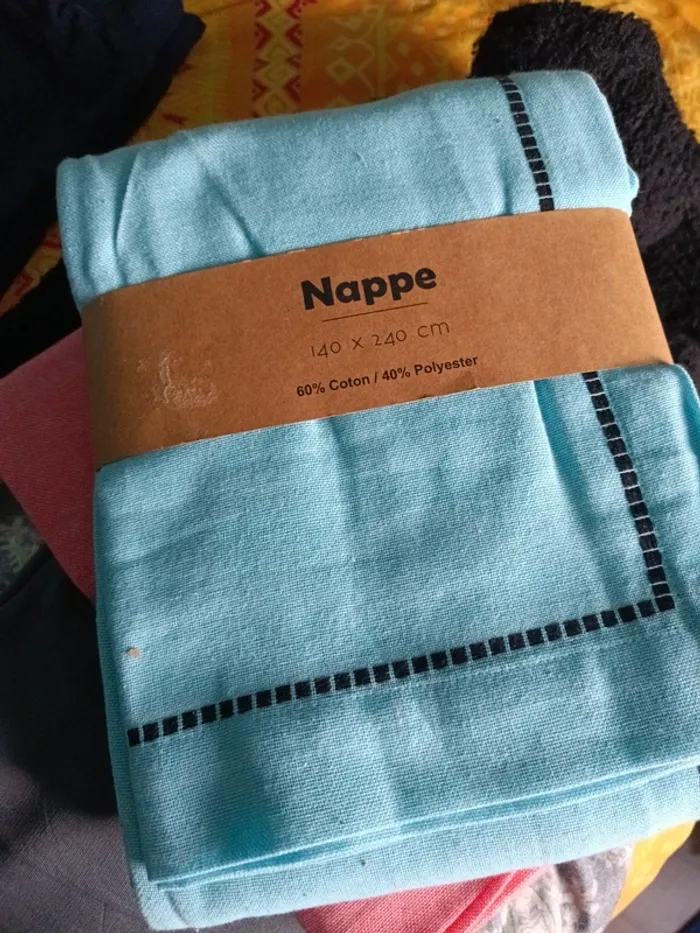 Nappe
140 x 240 cm
60% Coton / 40% Polyester